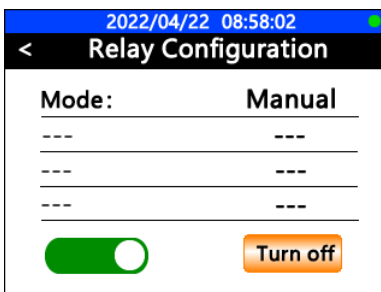 2022/04/22 08:58:02
< Relay Configuration
Mode: Manual
--- ---
--- ---
--- ---
Turn off